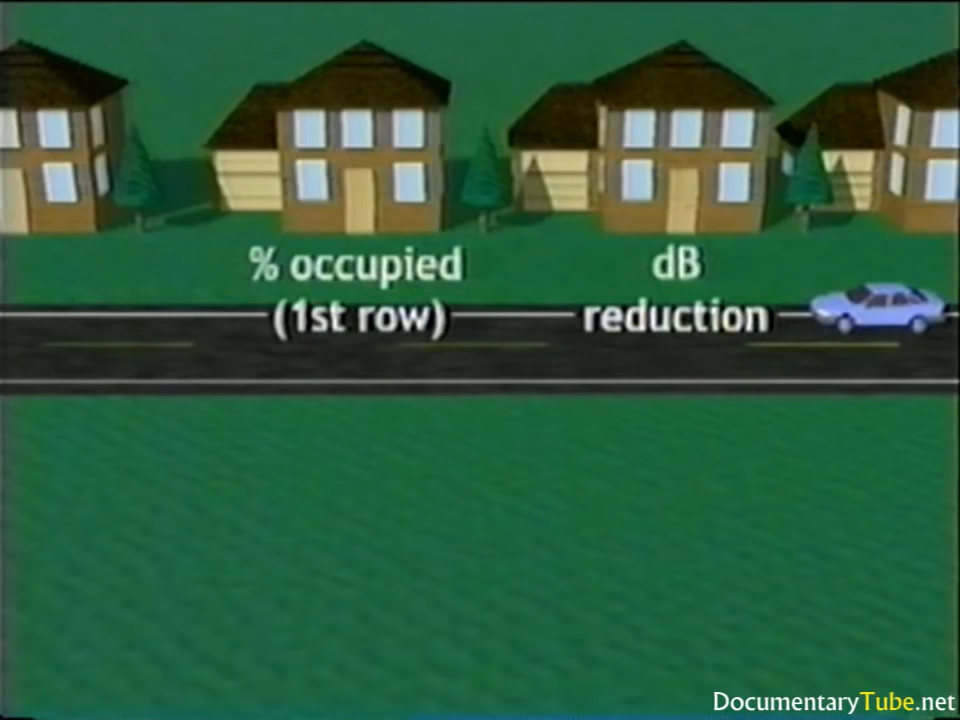 % occupied
(1st row)
dB
reduction
DocumentaryTube.net